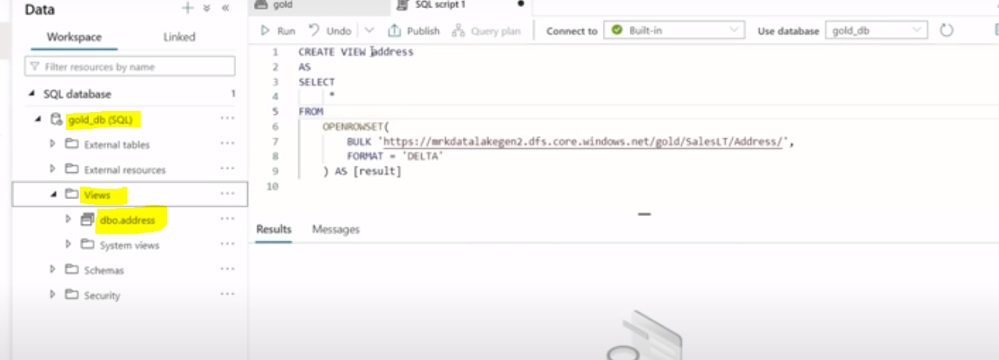 Data
gold
SQL script 1
Run
Undo
Publish
Query plan
Connect to
Built-in
Use database
gold_db
Workspace
Linked
Filter resources by name
SQL database
1
gold_db (SQL)
External tables
External resources
Views
dbo.address
System views
Schemas
Security
1 CREATE VIEW address
2 AS
3 SELECT
4 *
5 FROM
6 OPENROWSET(
7 BULK 'https://mrkdatalakegen2.dfs.core.windows.net/gold/SalesLT/Address/',
8 FORMAT = 'DELTA'
9 ) AS [result]
10
Results
Messages